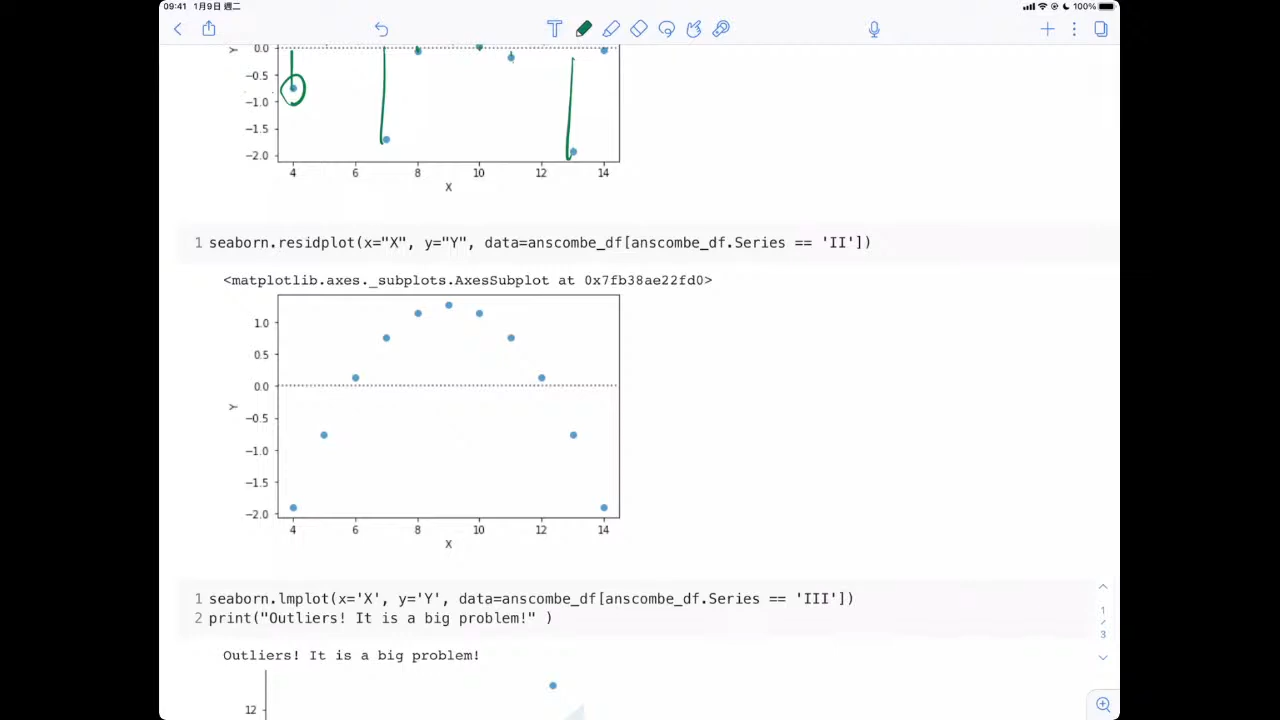 09:41 1月9日 週二 100%
T
Y
0.0
−0.5
−1.0
−1.5
−2.0
4 6 8 10 12 14
X
1 seaborn.residplot(x="X", y="Y", data=anscombe_df[anscombe_df.Series == 'II'])
<matplotlib.axes._subplots.AxesSubplot at 0x7fb38ae22fd0>
1.0
0.5
0.0
Y
−0.5
−1.0
−1.5
−2.0
4 6 8 10 12 14
X
1 seaborn.lmplot(x='X', y='Y', data=anscombe_df[anscombe_df.Series == 'III'])
2 print("Outliers! It is a big problem!" )
1
/
3
Outliers! It is a big problem!
12